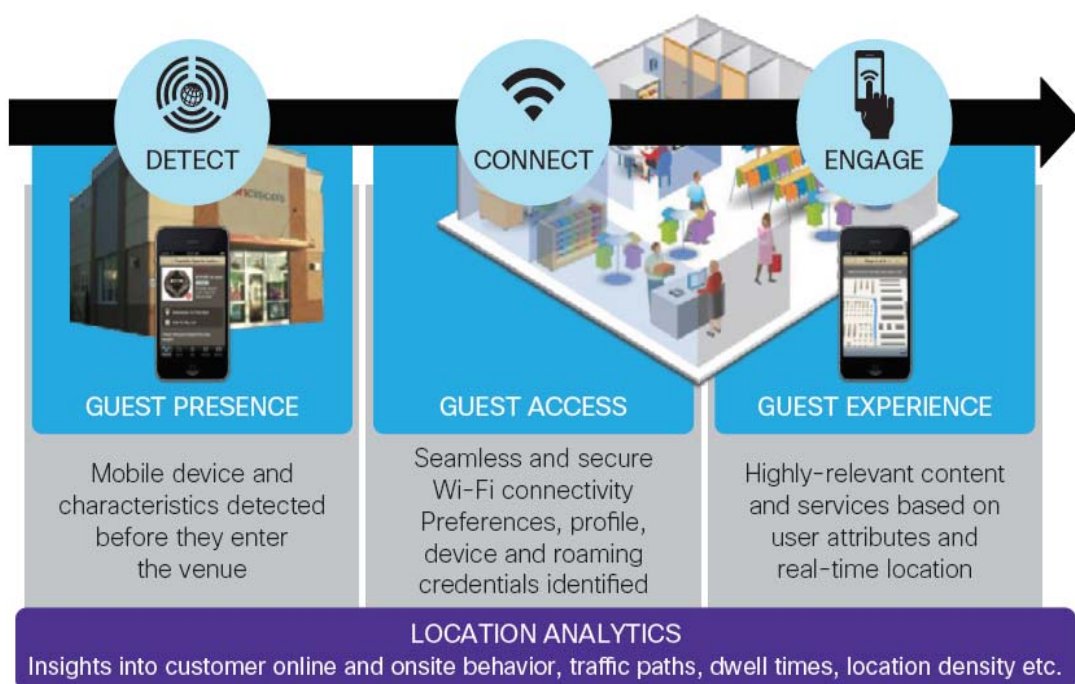 DETECT
CONNECT
ENGAGE
GUEST PRESENCE
Mobile device and
characteristics detected
before they enter
the venue
GUEST ACCESS
Seamless and secure
Wi-Fi connectivity
Preferences, profile,
device and roaming
credentials identified
GUEST EXPERIENCE
Highly-relevant content
and services based on
user attributes and
real-time location
LOCATION ANALYTICS
Insights into customer online and onsite behavior, traffic paths, dwell times, location density etc.